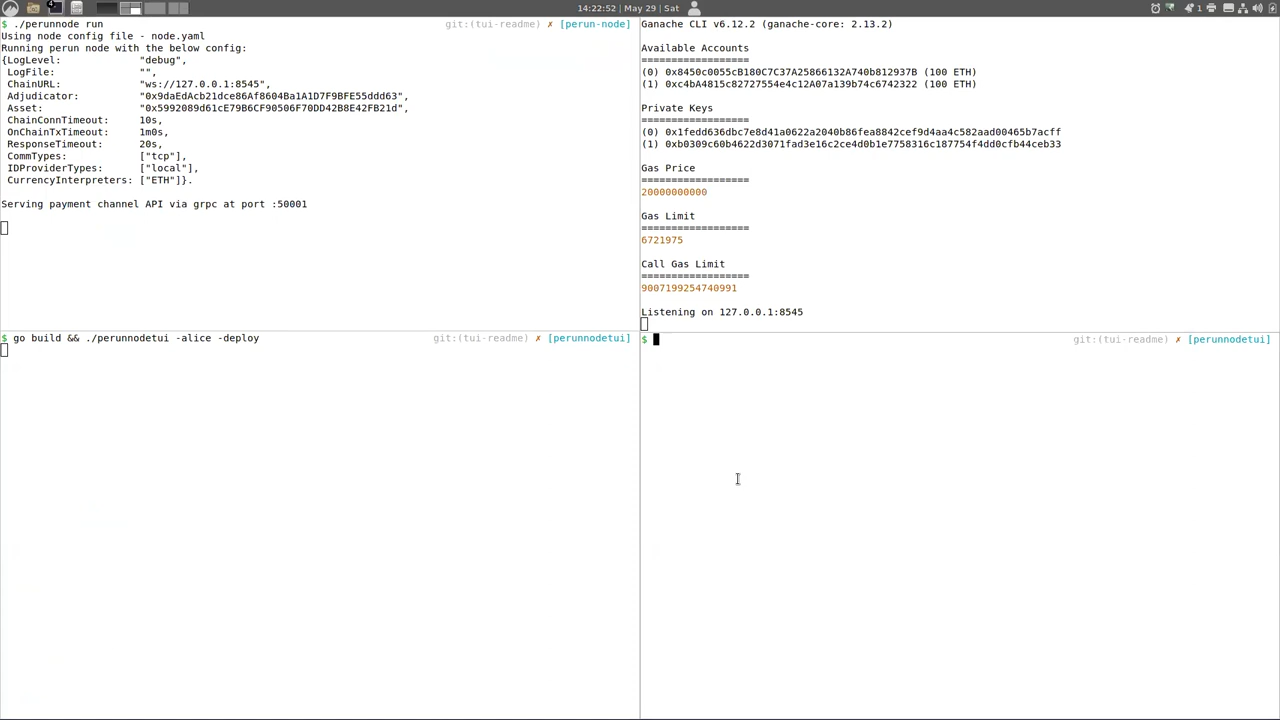 14:22:52 | May 29 | Sat
1
$ ./perunnode run git:(tui-readme) ✗ [perun-node]
Using node config file - node.yaml
Running perun node with the below config:
{LogLevel: "debug",
LogFile: "",
ChainURL: "ws://127.0.0.1:8545",
Adjudicator: "0x9daEdAcb21dce86Af8604Ba1A1D7F9BFE55ddd63",
Asset: "0x5992089d61cE79B6CF90506F70DD42B8E42FB21d",
ChainConnTimeout: 10s,
OnChainTxTimeout: 1m0s,
ResponseTimeout: 20s,
CommTypes: ["tcp"],
IDProviderTypes: ["local"],
CurrencyInterpreters: ["ETH"]}.
Serving payment channel API via grpc at port :50001
Ganache CLI v6.12.2 (ganache-core: 2.13.2)
Available Accounts
==================
(0) 0x8450c0055cB180C7C37A25866132A740b812937B (100 ETH)
(1) 0xc4bA4815c82727554e4c12A07a139b74c6742322 (100 ETH)
Private Keys
==================
(0) 0x1fedd636dbc7e8d41a0622a2040b86fea8842cef9d4aa4c582aad00465b7acff
(1) 0xb0309c60b4622d3071fad3e16c2ce4d0b1e7758316c187754f4dd0cfb44ceb33
Gas Price
==================
20000000000
Gas Limit
==================
6721975
Call Gas Limit
==================
9007199254740991
Listening on 127.0.0.1:8545
$ go build && ./perunnodetui -alice -deploy git:(tui-readme) ✗ [perunnodetui]
$ git:(tui-readme) ✗ [perunnodetui]